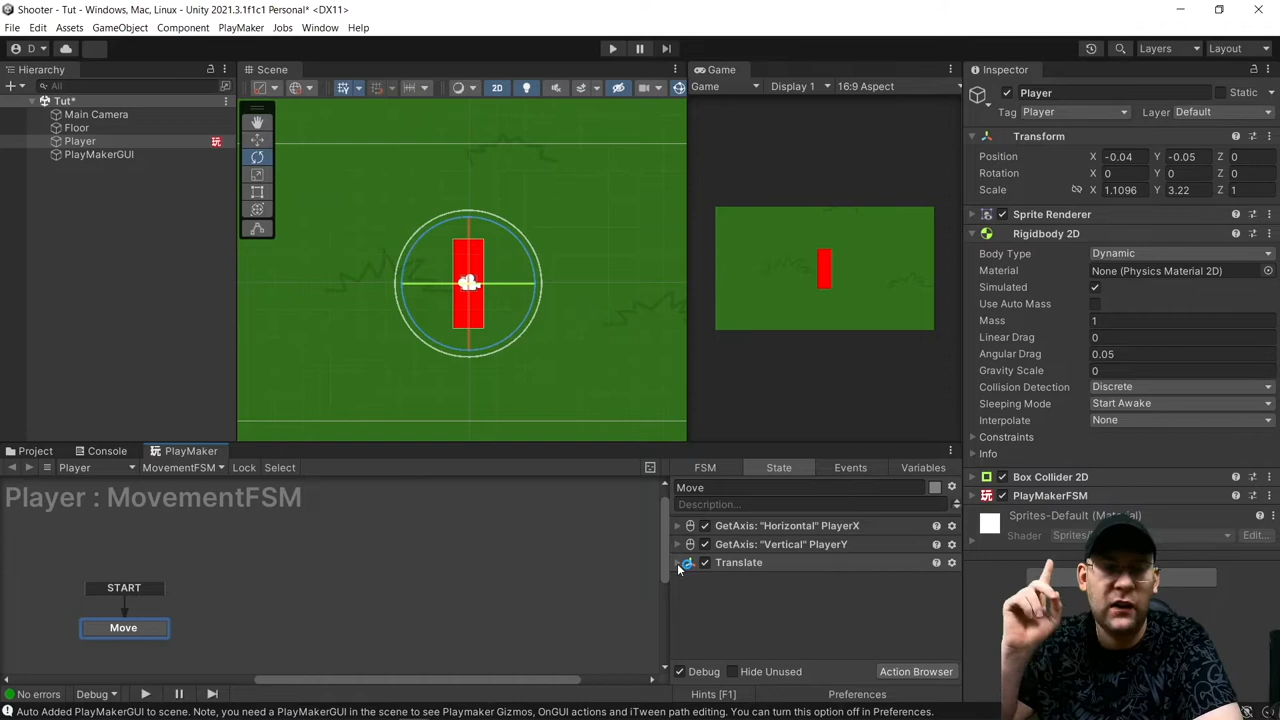 Shooter - Tut - Windows, Mac, Linux - Unity 2021.3.1f1c1 Personal* <DX11>
File Edit Assets GameObject Component PlayMaker Jobs Window Help
D Layers Layout
Hierarchy
All
Tut*
Main Camera
Floor
Player
PlayMakerGUI
Scene
2D
Game
Game Display 1 16:9 Aspect
Inspector
Player Static
Tag Player Layer Default
Transform
Position X -0.04 Y -0.05 Z 0
Rotation X 0 Y 0 Z 0
Scale X 1.1096 Y 3.22 Z 1
Sprite Renderer
Rigidbody 2D
Body Type Dynamic
Material None (Physics Material 2D)
Simulated
Use Auto Mass
Mass 1
Linear Drag 0
Angular Drag 0.05
Gravity Scale 0
Collision Detection Discrete
Sleeping Mode Start Awake
Interpolate None
Constraints
Info
Box Collider 2D
PlayMakerFSM
Sprites-Default (Material)
Shader Sprites/ Edit...
Project Console PlayMaker
Player MovementFSM Lock Select
Player : MovementFSM
START
Move
FSM State Events Variables
Move
Description...
GetAxis: "Horizontal" PlayerX
GetAxis: "Vertical" PlayerY
Translate
Debug Hide Unused Action Browser
No errors Debug Hints [F1] Preferences
Auto Added PlayMakerGUI to scene. Note, you need a PlayMakerGUI in the scene to see Playmaker Gizmos, OnGUI actions and iTween path editing. You can turn this option off in Preferences.